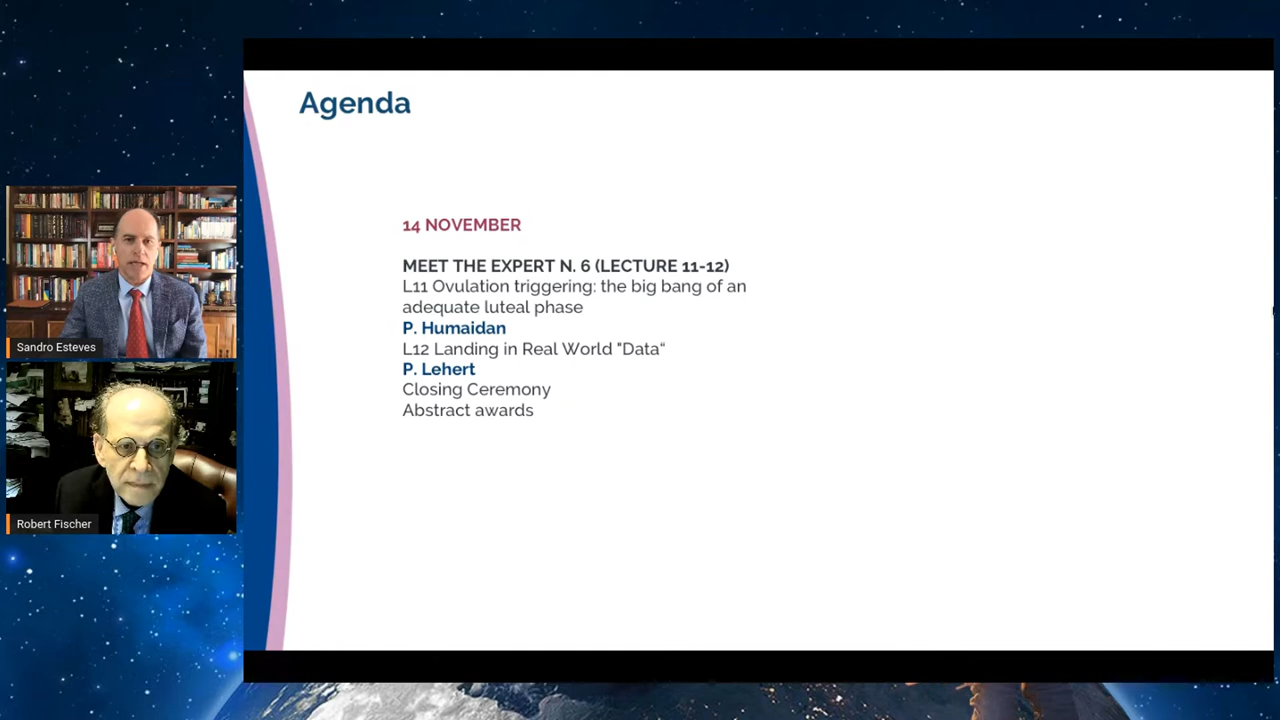 Agenda
14 NOVEMBER
MEET THE EXPERT N. 6 (LECTURE 11-12)
L11 Ovulation triggering: the big bang of an
adequate luteal phase
P. Humaidan
L12 Landing in Real World "Data“
P. Lehert
Closing Ceremony
Abstract awards
Sandro Esteves
Robert Fischer